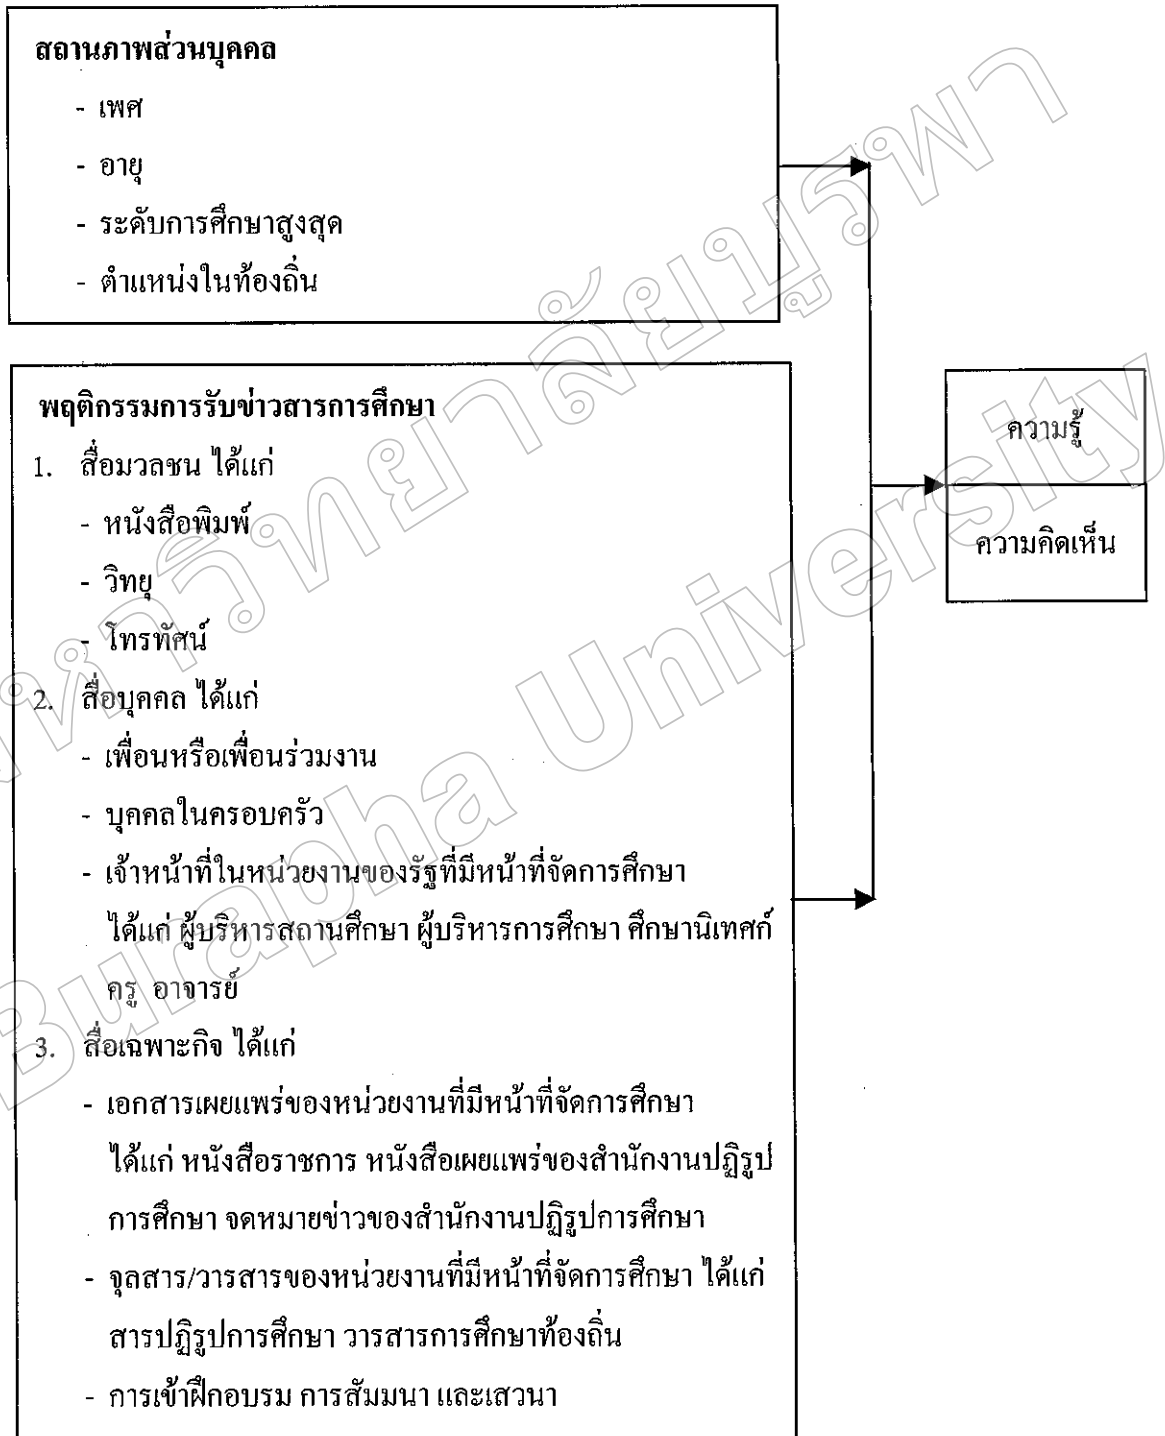 สถานภาพส่วนบุคคล
- เพศ
- อายุ
- ระดับการศึกษาสูงสุด
- ตำแหน่งในท้องถิ่น
พฤติกรรมการรับข่าวสารการศึกษา
1. สื่อมวลชน ได้แก่
- หนังสือพิมพ์
- วิทยุ
- โทรทัศน์
2. สื่อบุคคล ได้แก่
- เพื่อนหรือเพื่อนร่วมงาน
- บุคคลในครอบครัว
- เจ้าหน้าที่ในหน่วยงานของรัฐที่มีหน้าที่จัดการศึกษา
ได้แก่ ผู้บริหารสถานศึกษา ผู้บริหารการศึกษา ศึกษานิเทศก์
ครู อาจารย์
3. สื่อเฉพาะกิจ ได้แก่
- เอกสารเผยแพร่ของหน่วยงานที่มีหน้าที่จัดการศึกษา
ได้แก่ หนังสือราชการ หนังสือเผยแพร่ของสำนักงานปฏิรูป
การศึกษา จดหมายข่าวของสำนักงานปฏิรูปการศึกษา
- จุลสาร/วารสารของหน่วยงานที่มีหน้าที่จัดการศึกษา ได้แก่
สารปฏิรูปการศึกษา วารสารการศึกษาท้องถิ่น
- การเข้าฝึกอบรม การสัมมนา และเสวนา
ความรู้
ความคิดเห็น
มหาวิทยาลัยบูรพา
Burapha University